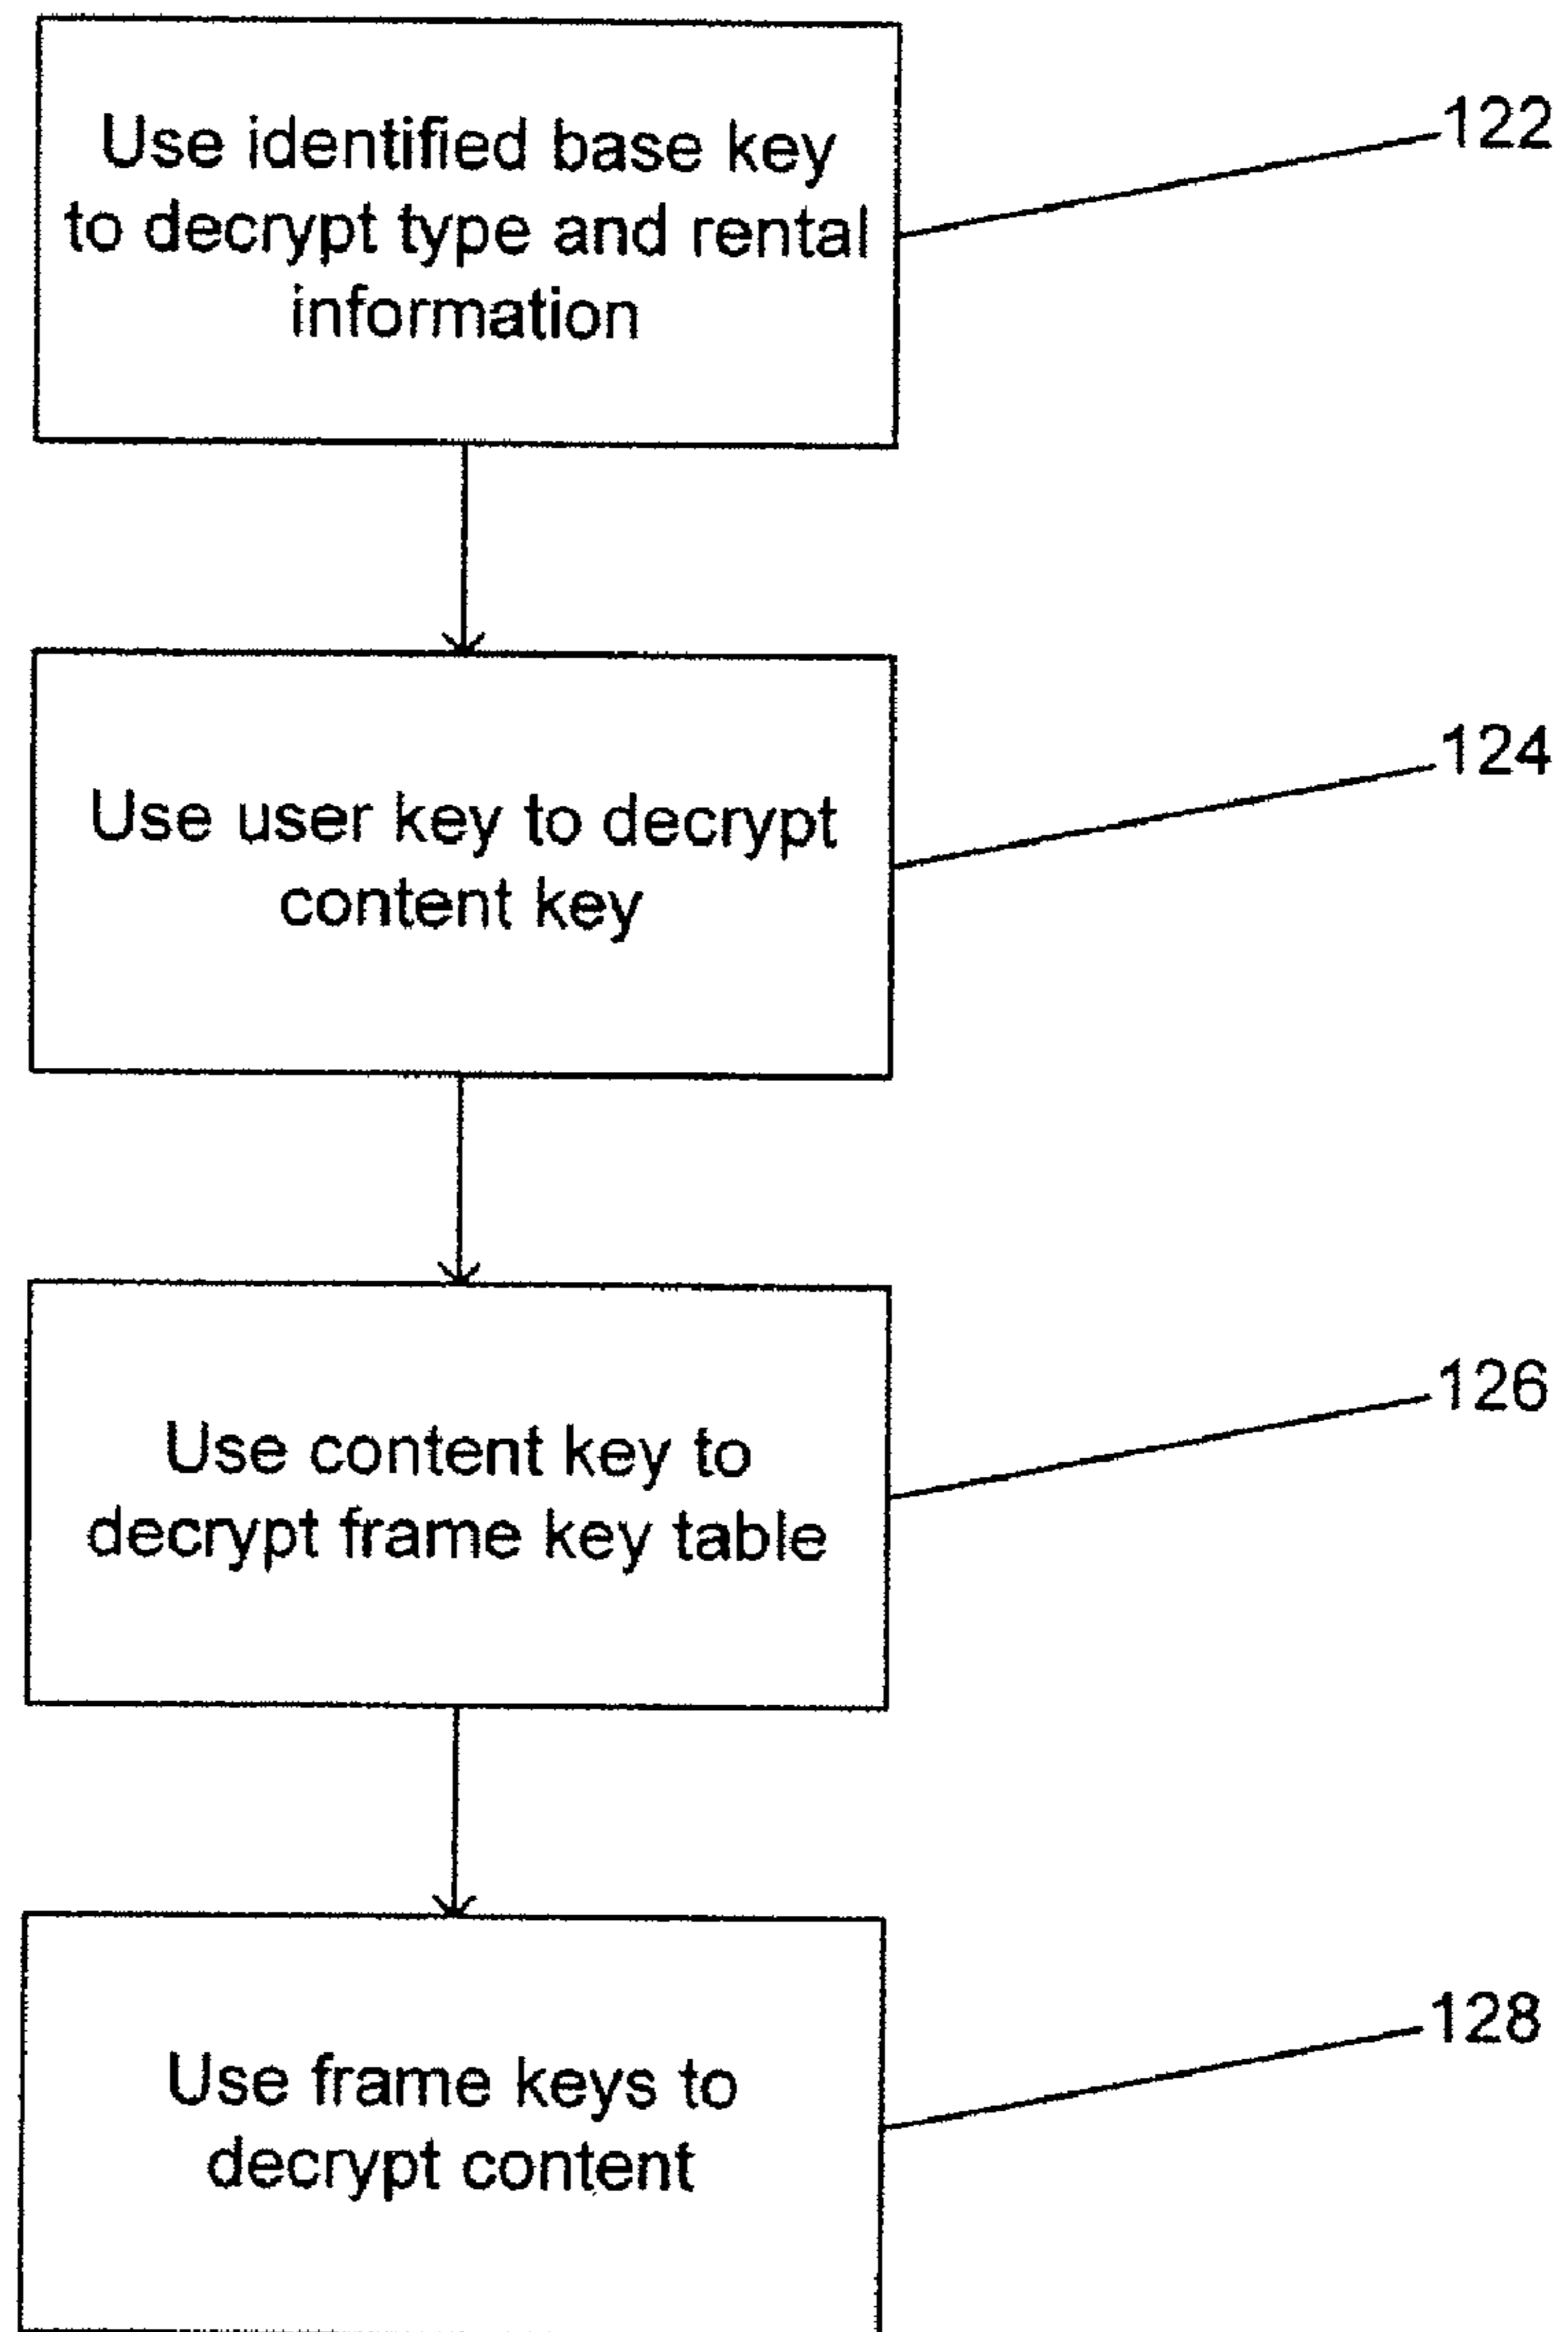 Use identified base key
to decrypt type and rental
information
122
Use user key to decrypt
content key
124
Use content key to
decrypt frame key table
126
Use frame keys to
decrypt content
128